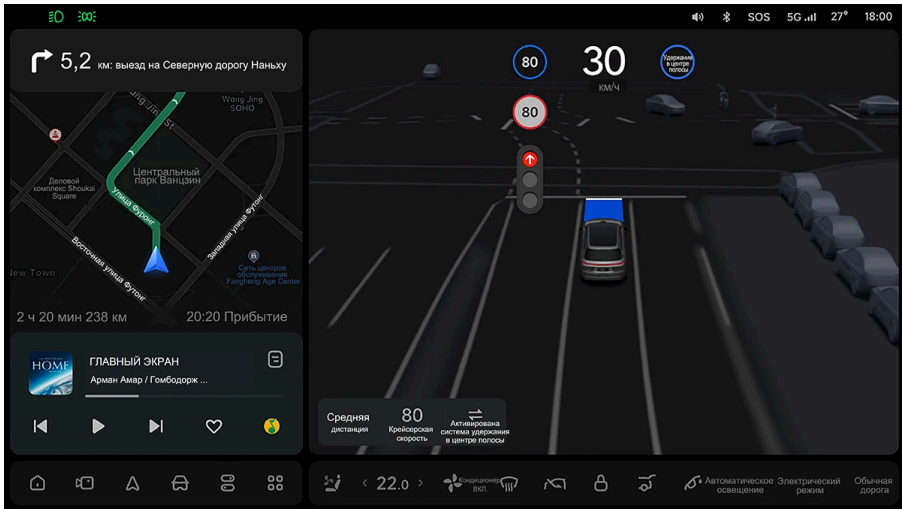 SOS
5G
27°
18:00
5,2 км: выезд на Северную дорогу Наньху
Wang Jing
SOHO
ng Jing St
Деловой
комплекс Shoukai
Square
Центральный
парк Ванцзин
Улица Фуронг
Западная улица Футонг
Восточная улица Футонг
New Town
Сеть центров
обслуживания
Fangheng Age Center
2 ч 20 мин 238 км
20:20 Прибытие
HOME
ГЛАВНЫЙ ЭКРАН
Арман Амар / Гомбодорж ...
80
30
км/ч
Удержание
в центре
полосы
80
Средняя
дистанция
80
Крейсерская
скорость
Активирована
система удержания
в центре полосы
22.0
Кондиционер
ВКЛ.
Автоматическое
освещение
Электрический
режим
Обычная
дорога